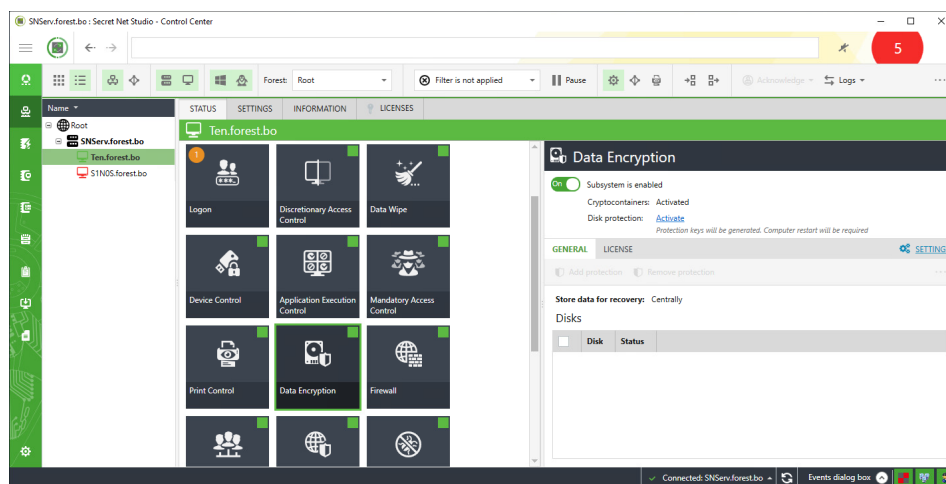 SNServ.forest.bo : Secret Net Studio - Control Center
5
Forest: Root
Filter is not applied
Pause
Acknowledge
Logs
Name
STATUS SETTINGS INFORMATION LICENSES
Root
SNServ.forest.bo
Ten.forest.bo
S1N0S.forest.bo
Ten.forest.bo
1
***
Logon
Discretionary Access
Control
Data Wipe
Device Control
Application Execution
Control
Mandatory Access
Control
Print Control
Data Encryption
Firewall
Data Encryption
On Subsystem is enabled
Cryptocontainers: Activated
Disk protection: Activate
Protection keys will be generated. Computer restart will be required
GENERAL LICENSE
SETTING
Add protection Remove protection
Store data for recovery: Centrally
Disks
Disk Status
Connected: SNServ.forest.bo
Events dialog box